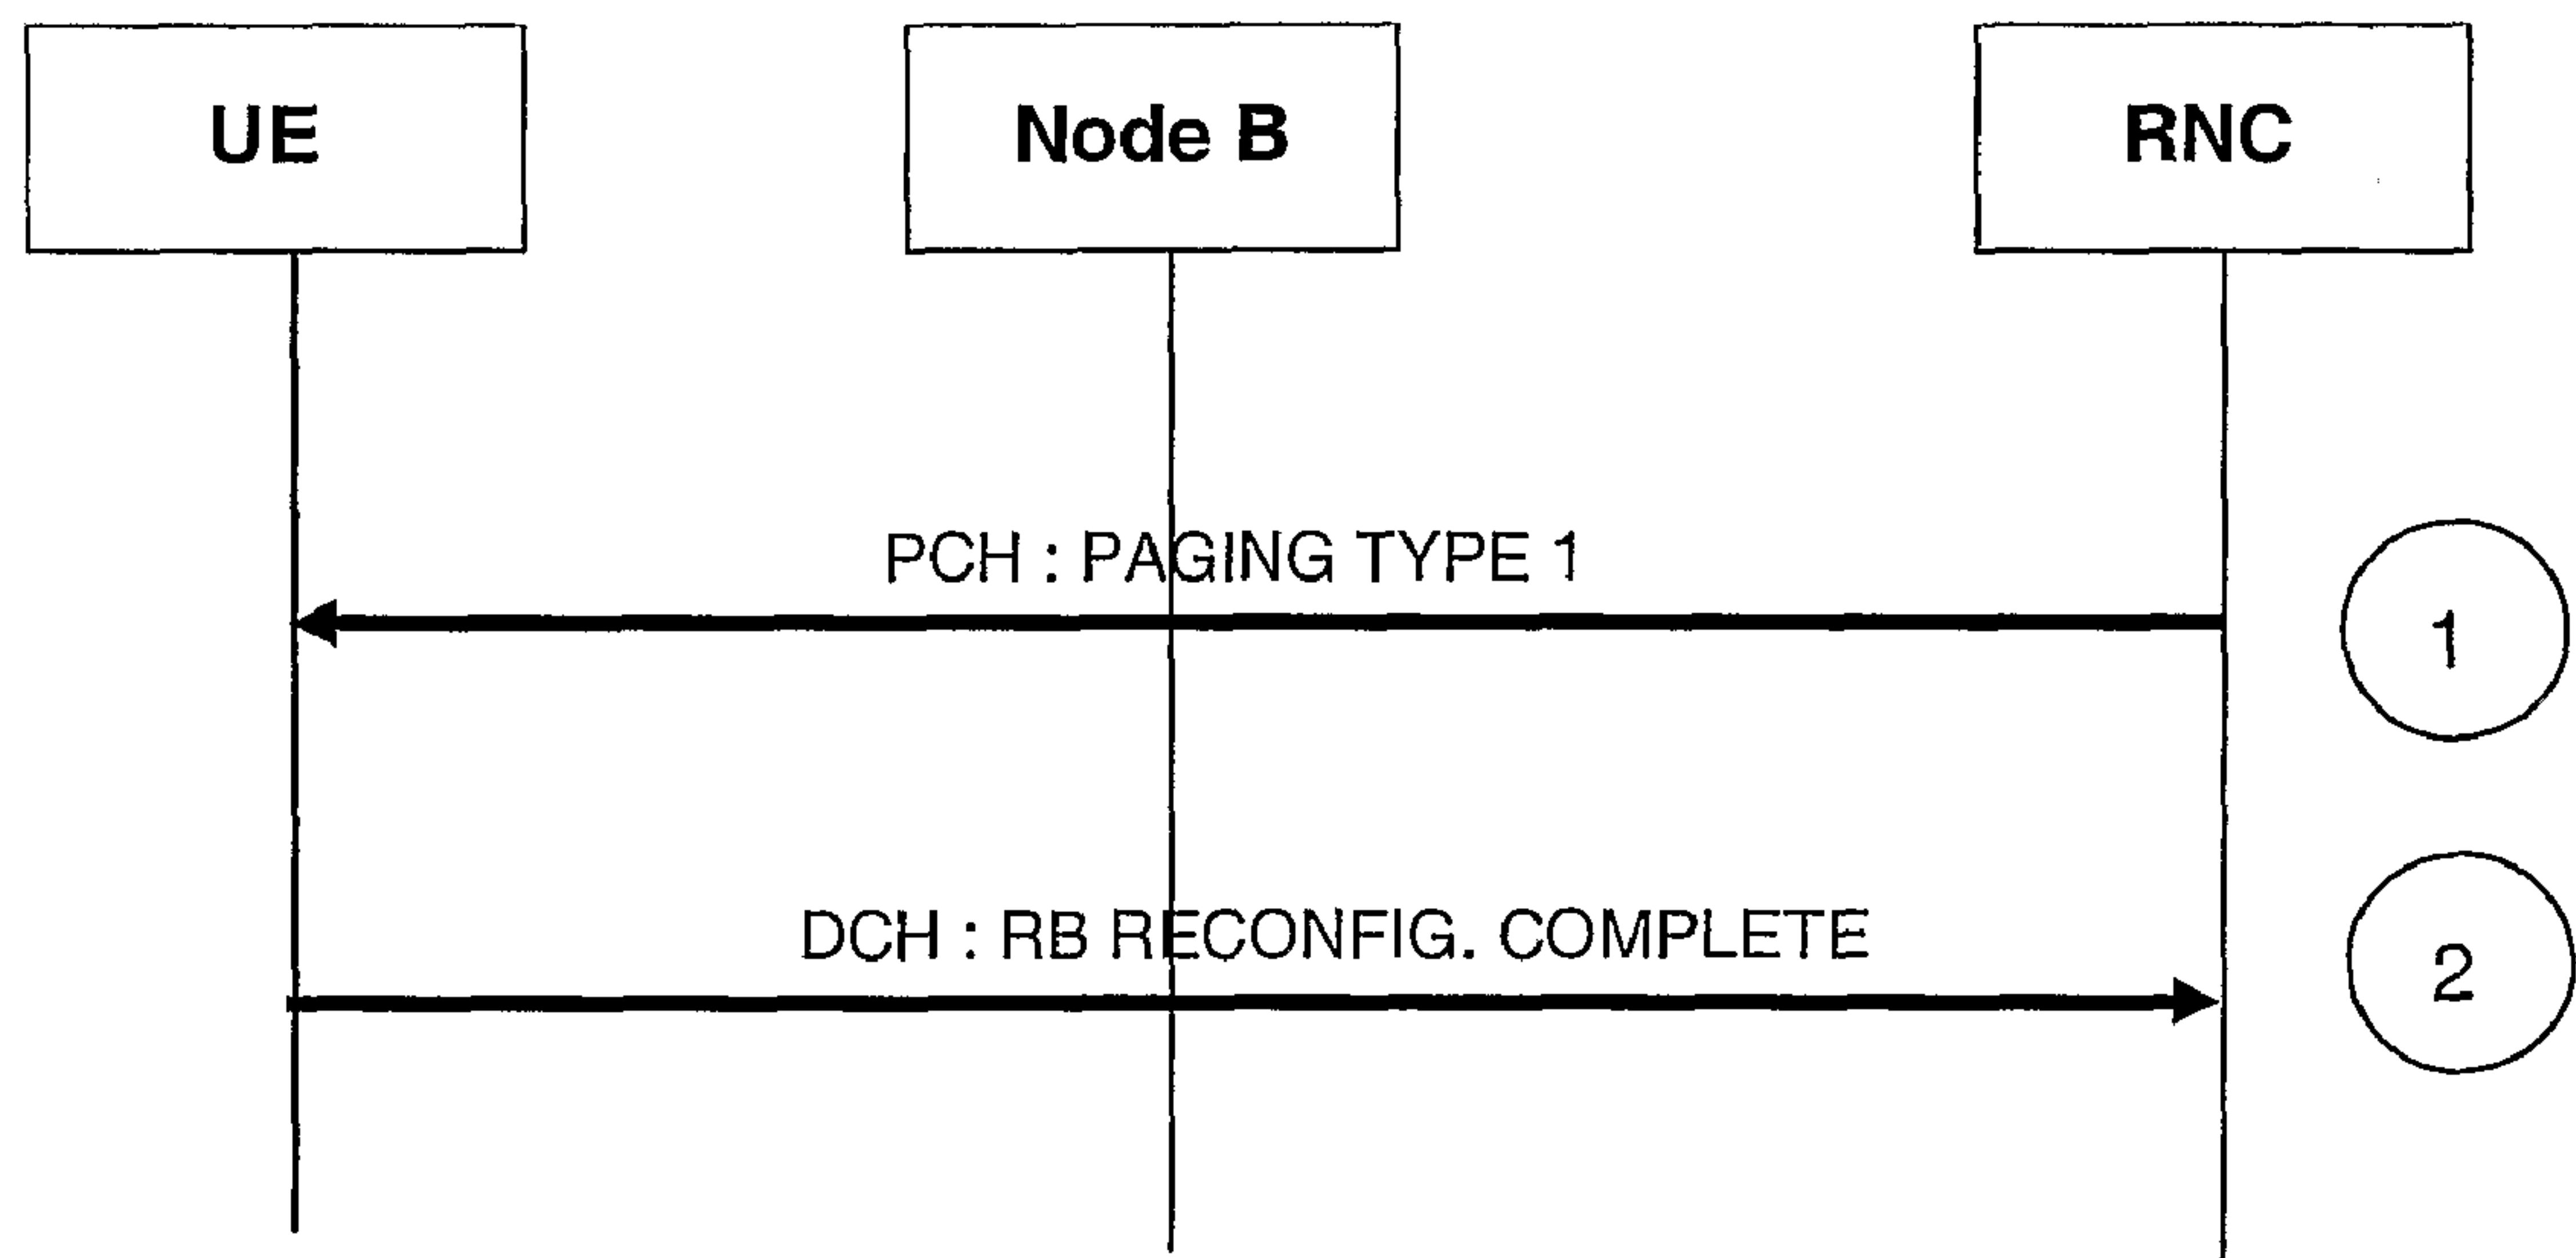 UE
Node B
RNC
PCH : PAGING TYPE 1
1
DCH : RB RECONFIG. COMPLETE
2